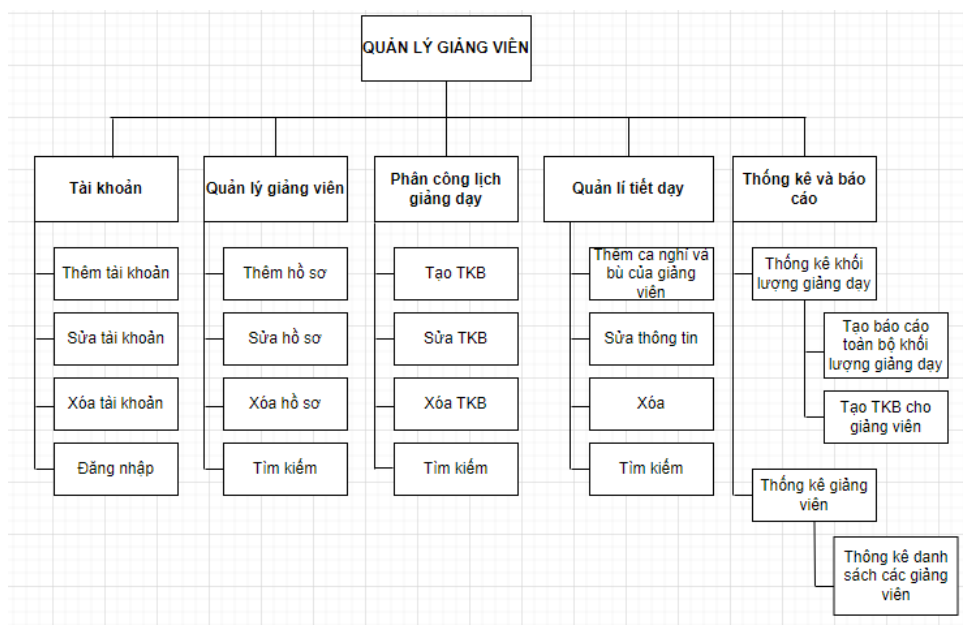 QUẢN LÝ GIẢNG VIÊN
Tài khoản
Thêm tài khoản
Sửa tài khoản
Xóa tài khoản
Đăng nhập
Quản lý giảng viên
Thêm hồ sơ
Sửa hồ sơ
Xóa hồ sơ
Tìm kiếm
Phân công lịch
giảng dạy
Tạo TKB
Sửa TKB
Xóa TKB
Tìm kiếm
Quản lí tiết dạy
Thêm ca nghỉ và
bù của giảng
viên
Sửa thông tin
Xóa
Tìm kiếm
Thống kê và báo
cáo
Thống kê khối
lượng giảng dạy
Tạo báo cáo
toàn bộ khối
lượng giảng dạy
Tạo TKB cho
giảng viên
Thống kê giảng
viên
Thông kê danh
sách các giảng
viên